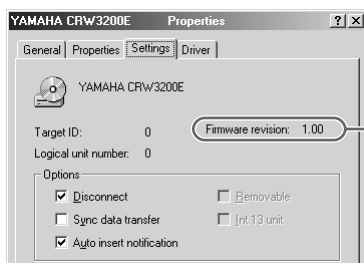 YAMAHA CRW3200E Properties
General Properties Settings Driver
YAMAHA CRW3200E
Target ID: 0 Firmware revision: 1.00
Logical unit number: 0
Options
Disconnect Removable
Sync data transfer Int 13 unit
Auto insert notification